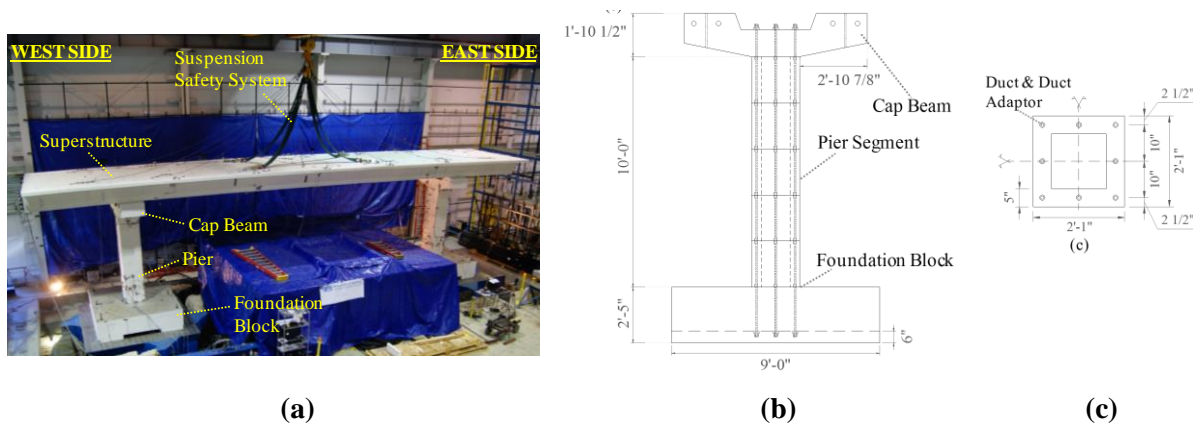 WEST SIDE
EAST SIDE
Suspension
Safety System
Superstructure
Cap Beam
Pier
Foundation
Block
(a)
1'-10 1/2"
2'-10 7/8"
Cap Beam
10'-0"
Pier Segment
Foundation Block
2'-5"
6"
9'-0"
(b)
Duct & Duct
Adaptor
2 1/2"
10"
2'-1"
10"
5"
2 1/2"
2'-1"
(c)
(c)